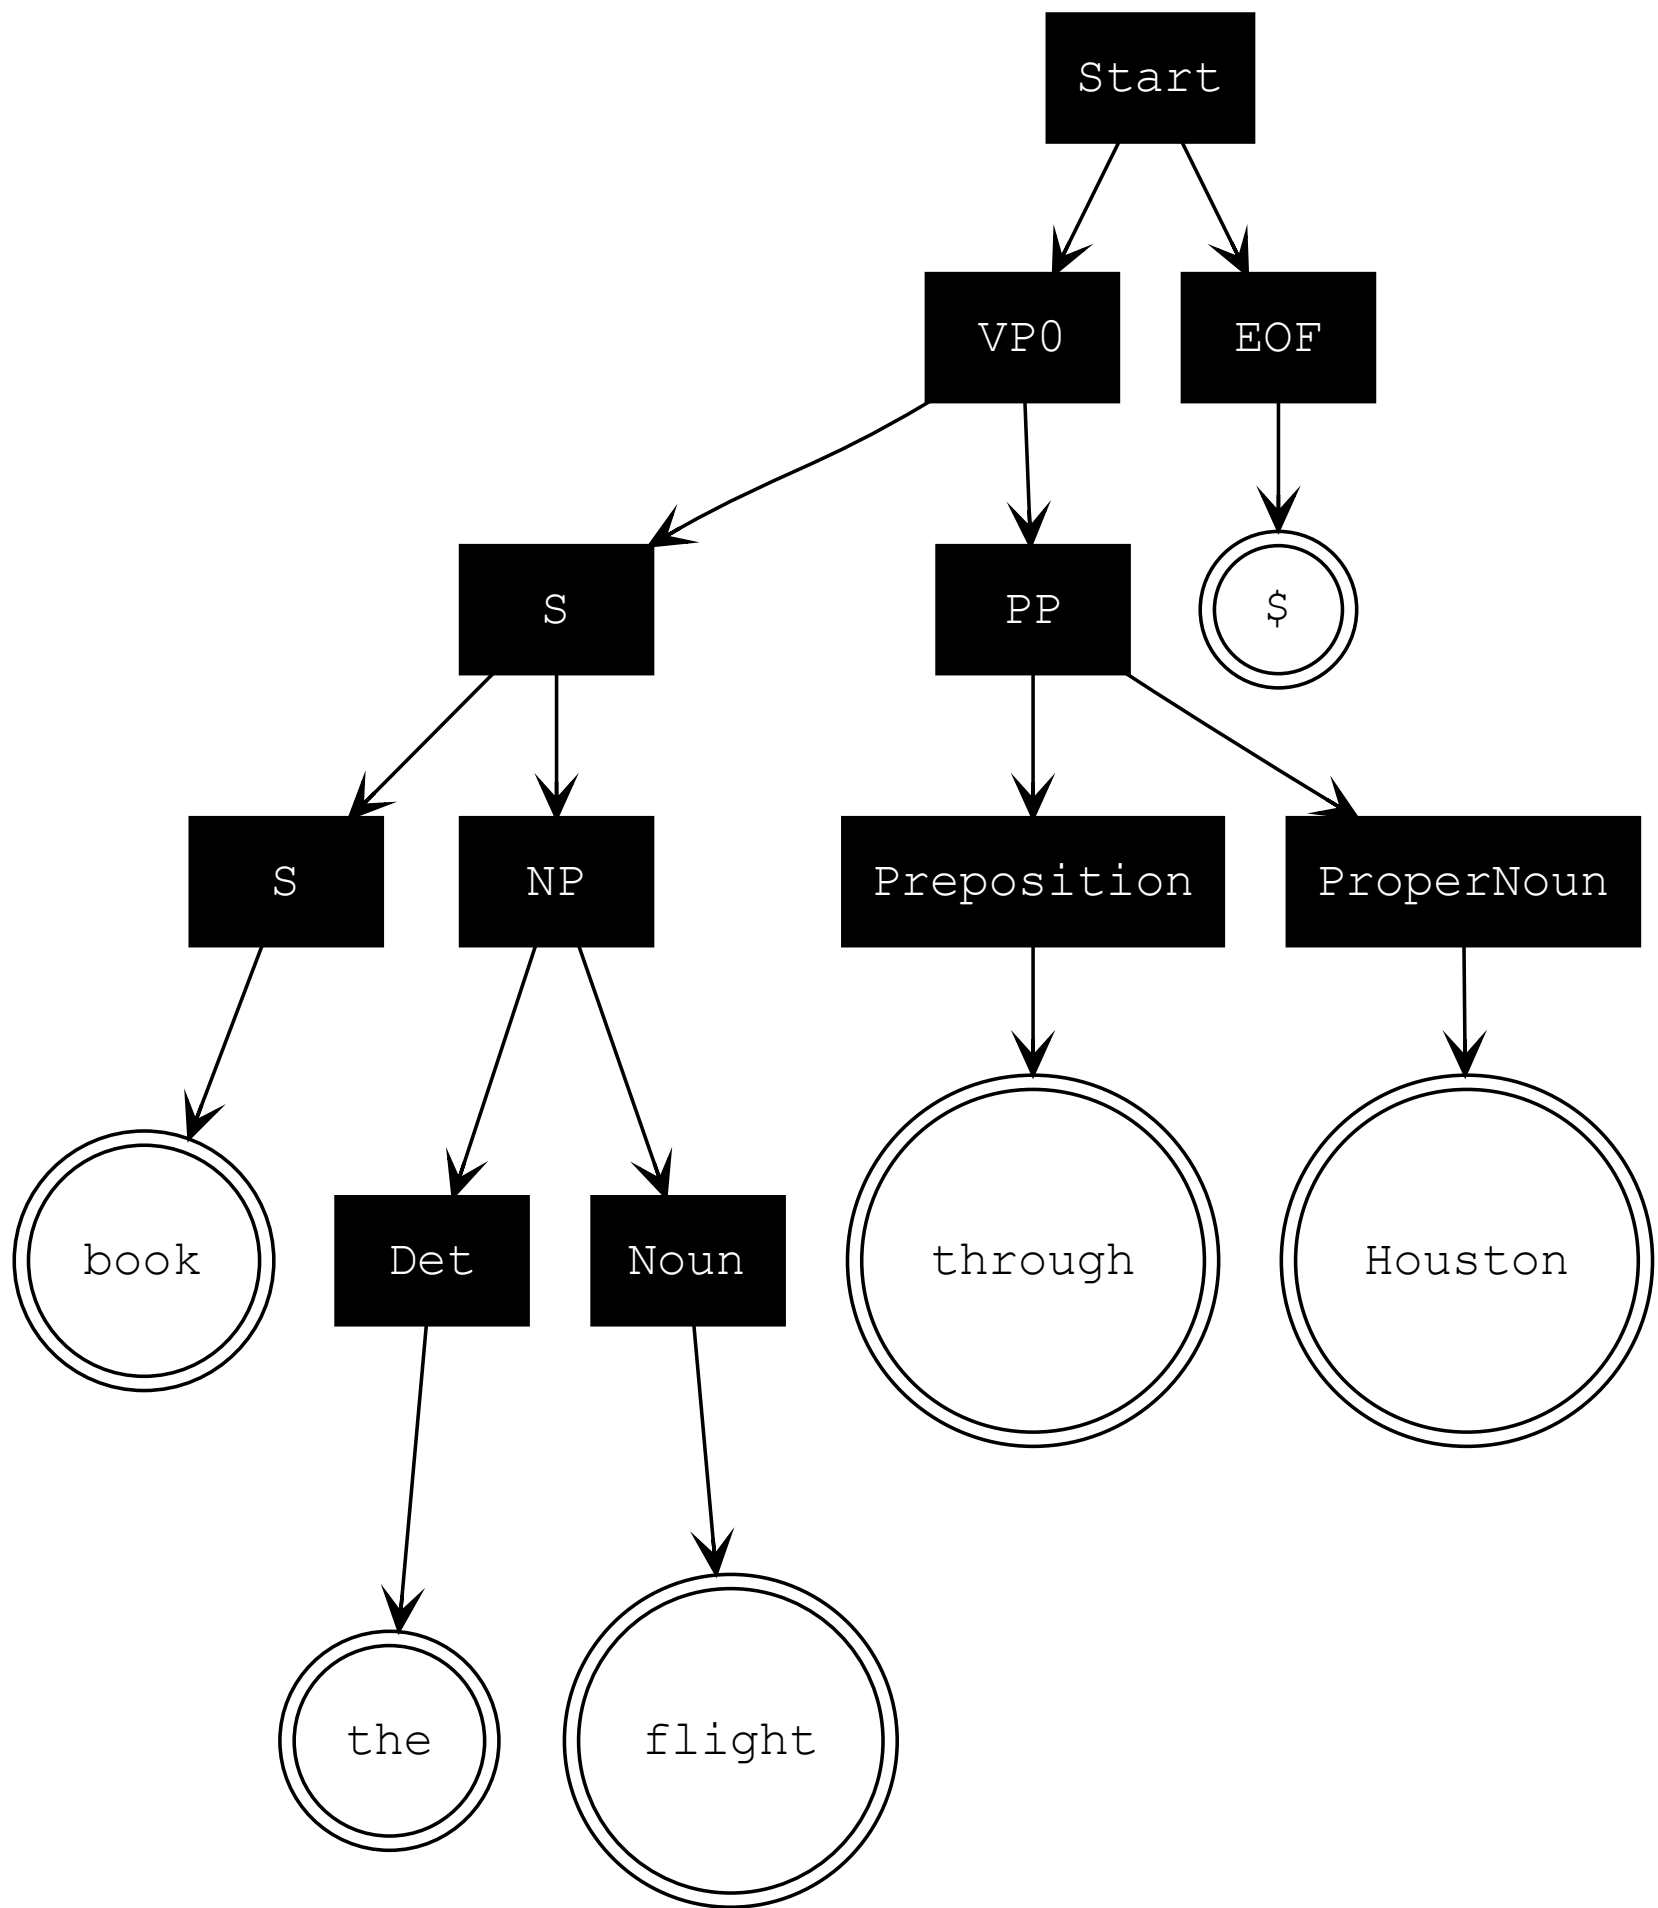 Start
VP0 EOF
S PP $
S NP Preposition ProperNoun
book Det Noun through Houston
the flight